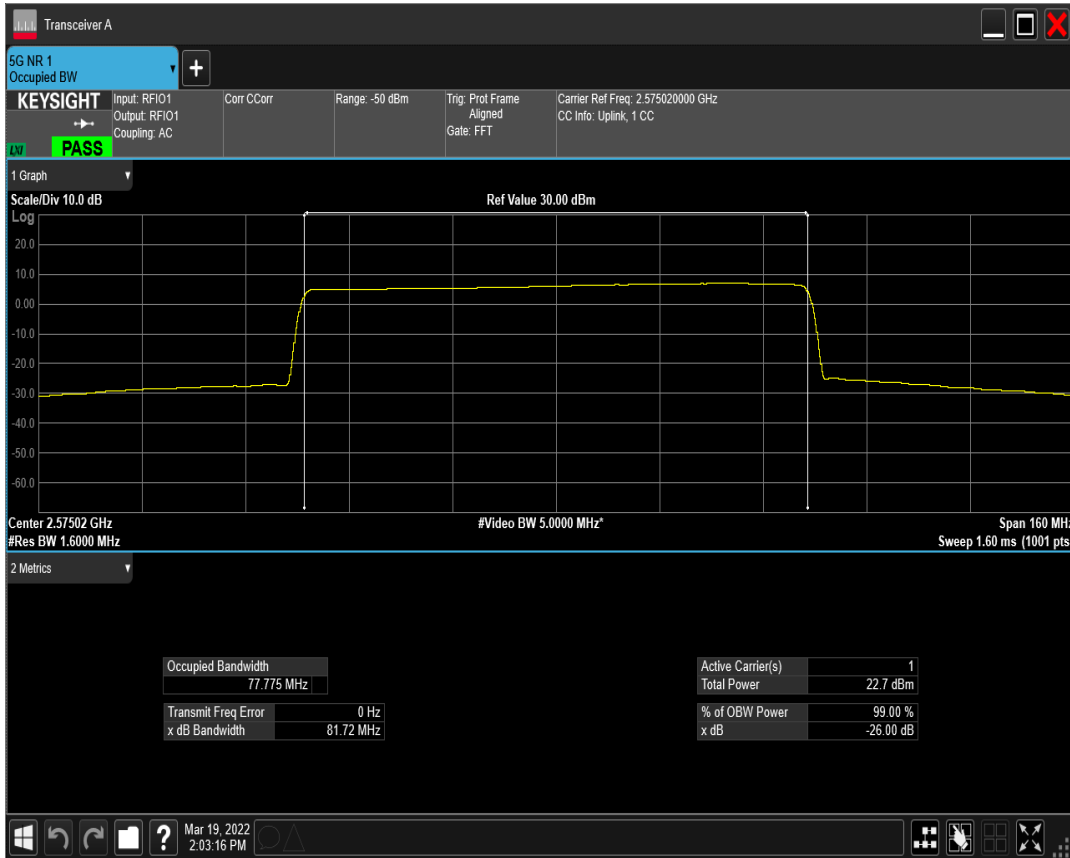 Transceiver A
5G NR 1
Occupied BW
+
KEYSIGHT
LXI
PASS
Input: RFIO1
Output: RFIO1
Coupling: AC
Corr CCorr
Range: -50 dBm
Trig: Prot Frame
Aligned
Gate: FFT
Carrier Ref Freq: 2.575020000 GHz
CC Info: Uplink, 1 CC
1 Graph
Scale/Div 10.0 dB
Ref Value 30.00 dBm
Log
20.0
10.0
0.00
-10.0
-20.0
-30.0
-40.0
-50.0
-60.0
Center 2.57502 GHz
#Video BW 5.0000 MHz*
Span 160 MHz
#Res BW 1.6000 MHz
Sweep 1.60 ms (1001 pts
2 Metrics
Occupied Bandwidth
77.775 MHz
Transmit Freq Error 0 Hz
x dB Bandwidth 81.72 MHz
Active Carrier(s) 1
Total Power 22.7 dBm
% of OBW Power 99.00 %
x dB -26.00 dB
?
Mar 19, 2022
2:03:16 PM